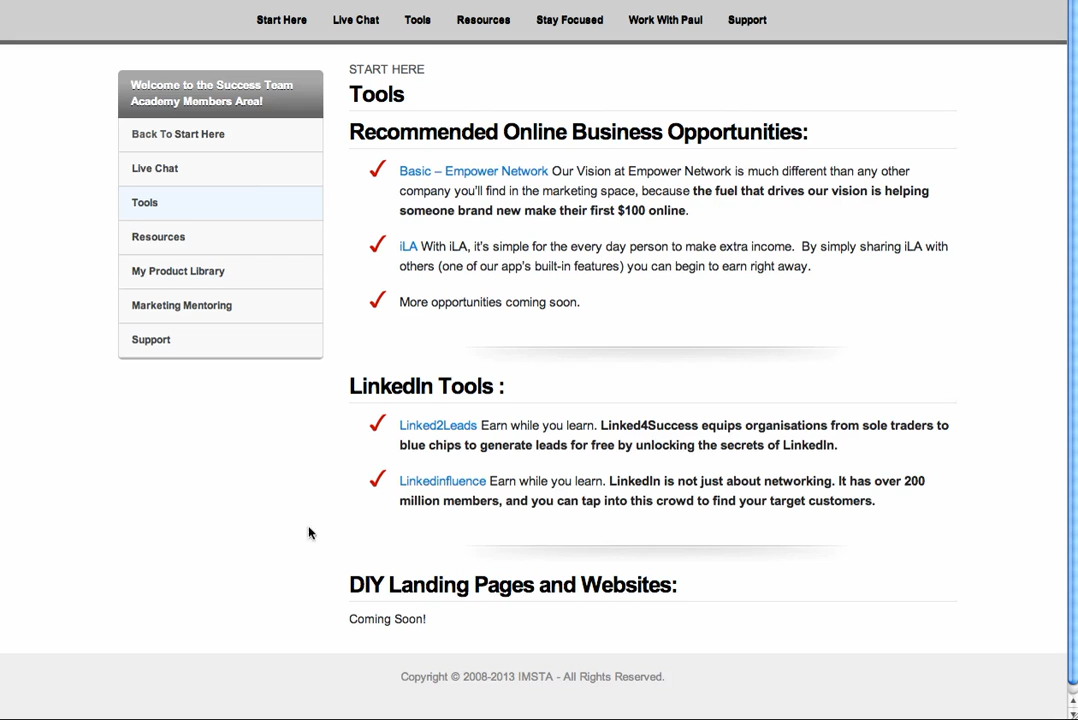 Start Here Live Chat Tools Resources Stay Focused Work With Paul Support
Welcome to the Success Team
Academy Members Area!
Back To Start Here
Live Chat
Tools
Resources
My Product Library
Marketing Mentoring
Support
START HERE
Tools
Recommended Online Business Opportunities:
Basic – Empower Network Our Vision at Empower Network is much different than any other
company you'll find in the marketing space, because the fuel that drives our vision is helping
someone brand new make their first $100 online.
iLA With iLA, it's simple for the every day person to make extra income. By simply sharing iLA with
others (one of our app's built-in features) you can begin to earn right away.
More opportunities coming soon.
LinkedIn Tools :
Linked2Leads Earn while you learn. Linked4Success equips organisations from sole traders to
blue chips to generate leads for free by unlocking the secrets of LinkedIn.
Linkedinfluence Earn while you learn. LinkedIn is not just about networking. It has over 200
million members, and you can tap into this crowd to find your target customers.
DIY Landing Pages and Websites:
Coming Soon!
Copyright © 2008-2013 IMSTA - All Rights Reserved.